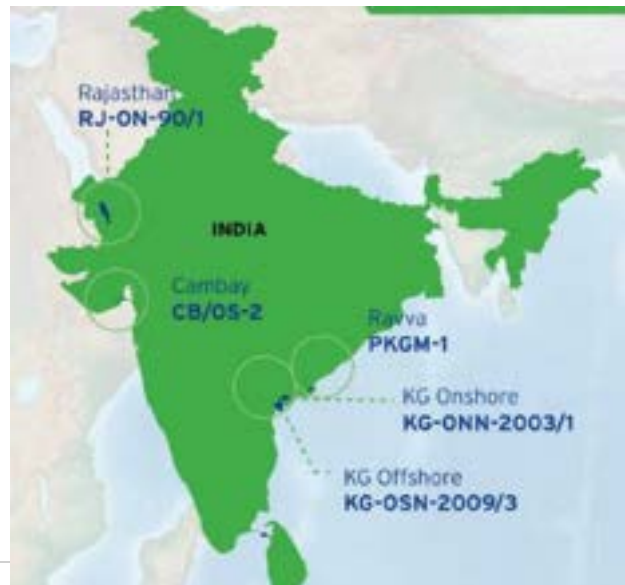 Rajasthan
RJ-ON-90/1
INDIA
Cambay
CB/OS-2
Ravva
PKGM-1
KG Onshore
KG-ONN-2003/1
KG Offshore
KG-OSN-2009/3